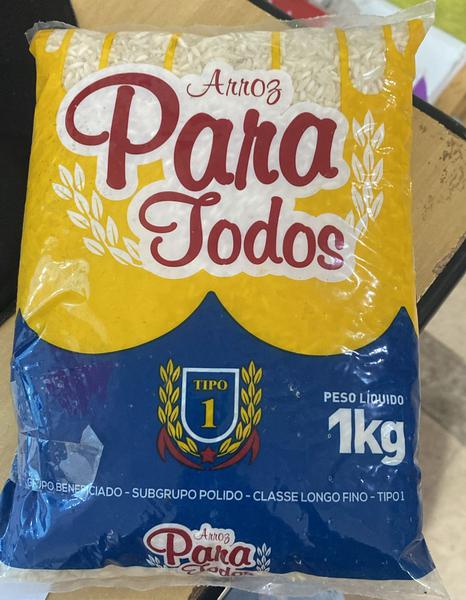 Arroz
Para
Todos
TIPO
1
PESO LÍQUIDO
1kg
GRUPO BENEFICIADO - SUBGRUPO POLIDO - CLASSE LONGO FINO - TIPO 1
Arroz
Para
Todos